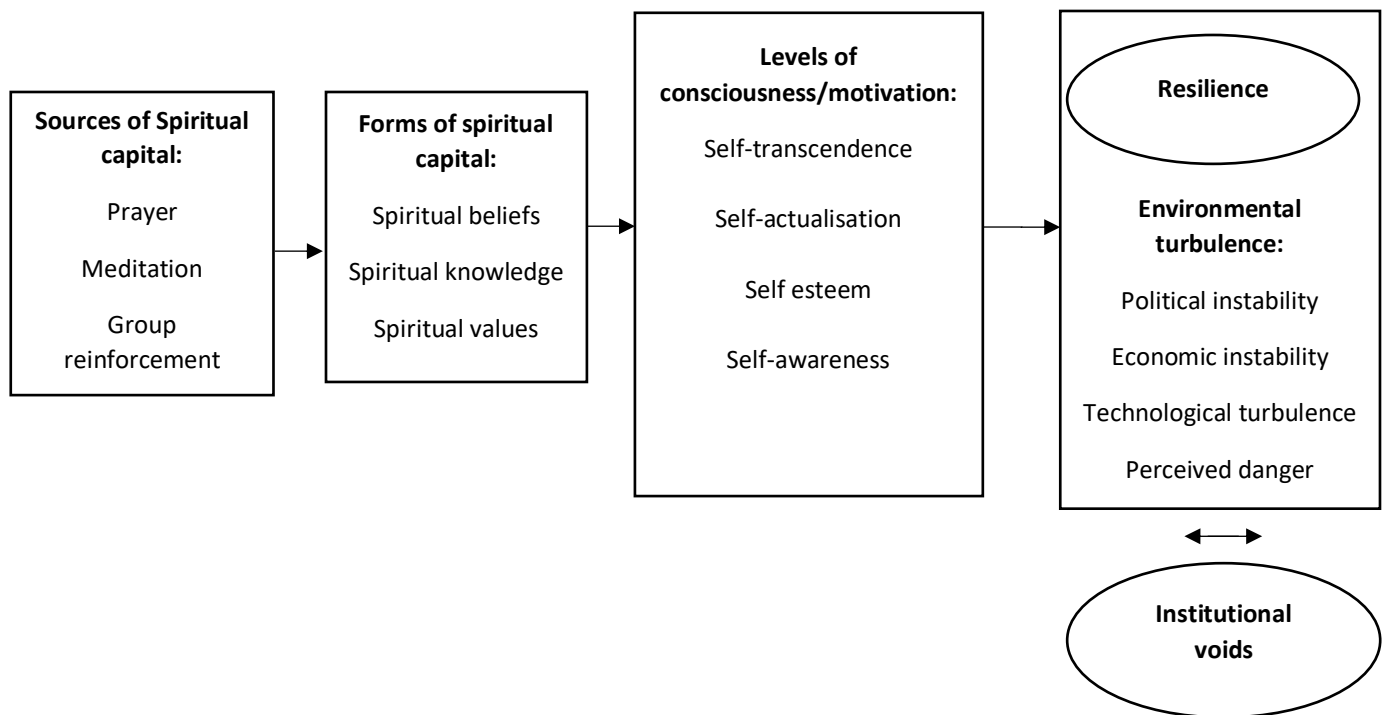 Sources of Spiritual
capital:
Prayer
Meditation
Group
reinforcement
Forms of spiritual
capital:
Spiritual beliefs
Spiritual knowledge
Spiritual values
Levels of
consciousness/motivation:
Self-transcendence
Self-actualisation
Self esteem
Self-awareness
Resilience
Environmental
turbulence:
Political instability
Economic instability
Technological turbulence
Perceived danger
Institutional
voids